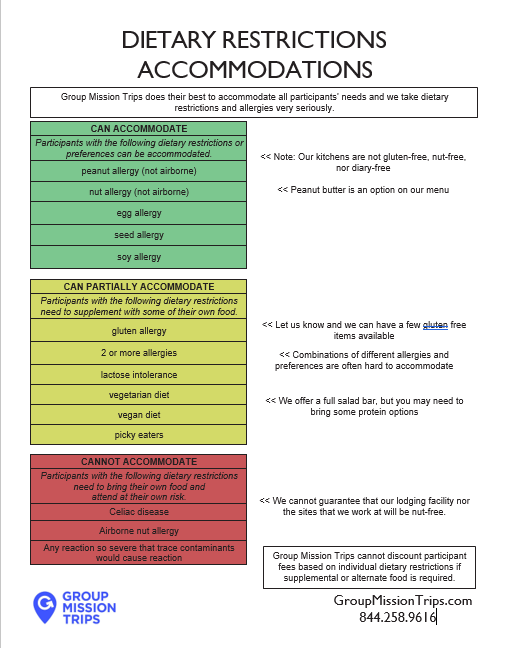 DIETARY RESTRICTIONS
ACCOMMODATIONS
Group Mission Trips does their best to accommodate all participants' needs and we take dietary
restrictions and allergies very seriously.
CAN ACCOMMODATE
Participants with the following dietary restrictions or
preferences can be accommodated.
peanut allergy (not airborne)
nut allergy (not airborne)
egg allergy
seed allergy
soy allergy
<< Note: Our kitchens are not gluten-free, nut-free,
nor diary-free
<< Peanut butter is an option on our menu
CAN PARTIALLY ACCOMMODATE
Participants with the following dietary restrictions
need to supplement with some of their own food.
gluten allergy
2 or more allergies
lactose intolerance
vegetarian diet
vegan diet
picky eaters
<< Let us know and we can have a few gluten free
items available
<< Combinations of different allergies and
preferences are often hard to accommodate
<< We offer a full salad bar, but you may need to
bring some protein options
CANNOT ACCOMMODATE
Participants with the following dietary restrictions
need to bring their own food and
attend at their own risk.
Celiac disease
Airborne nut allergy
Any reaction so severe that trace contaminants
would cause reaction
<< We cannot guarantee that our lodging facility nor
the sites that we work at will be nut-free.
Group Mission Trips cannot discount participant
fees based on individual dietary restrictions if
supplemental or alternate food is required.
G
GROUP
MISSION
TRIPS
GroupMissionTrips.com
844.258.9616